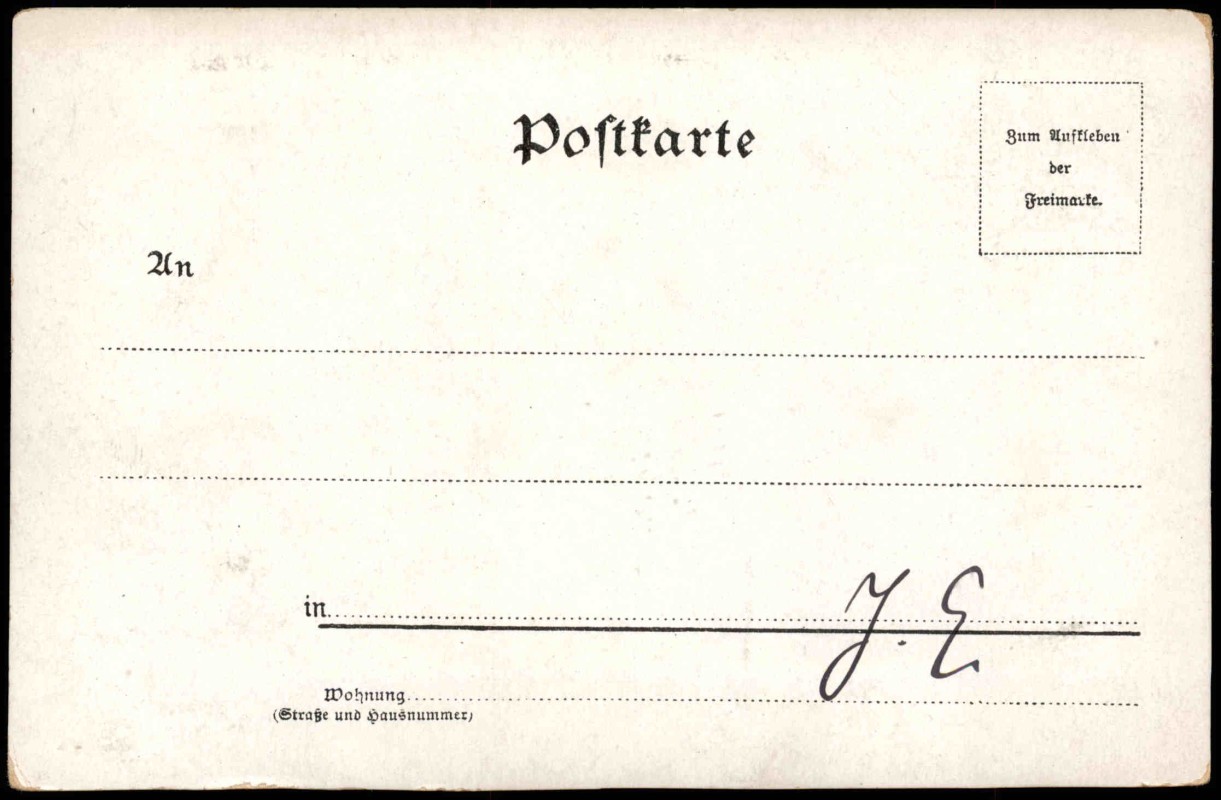 Postkarte
Zum Aufkleben
der
Freimarke.
An
in
J. E
Wohnung
(Straße und Hausnummer)